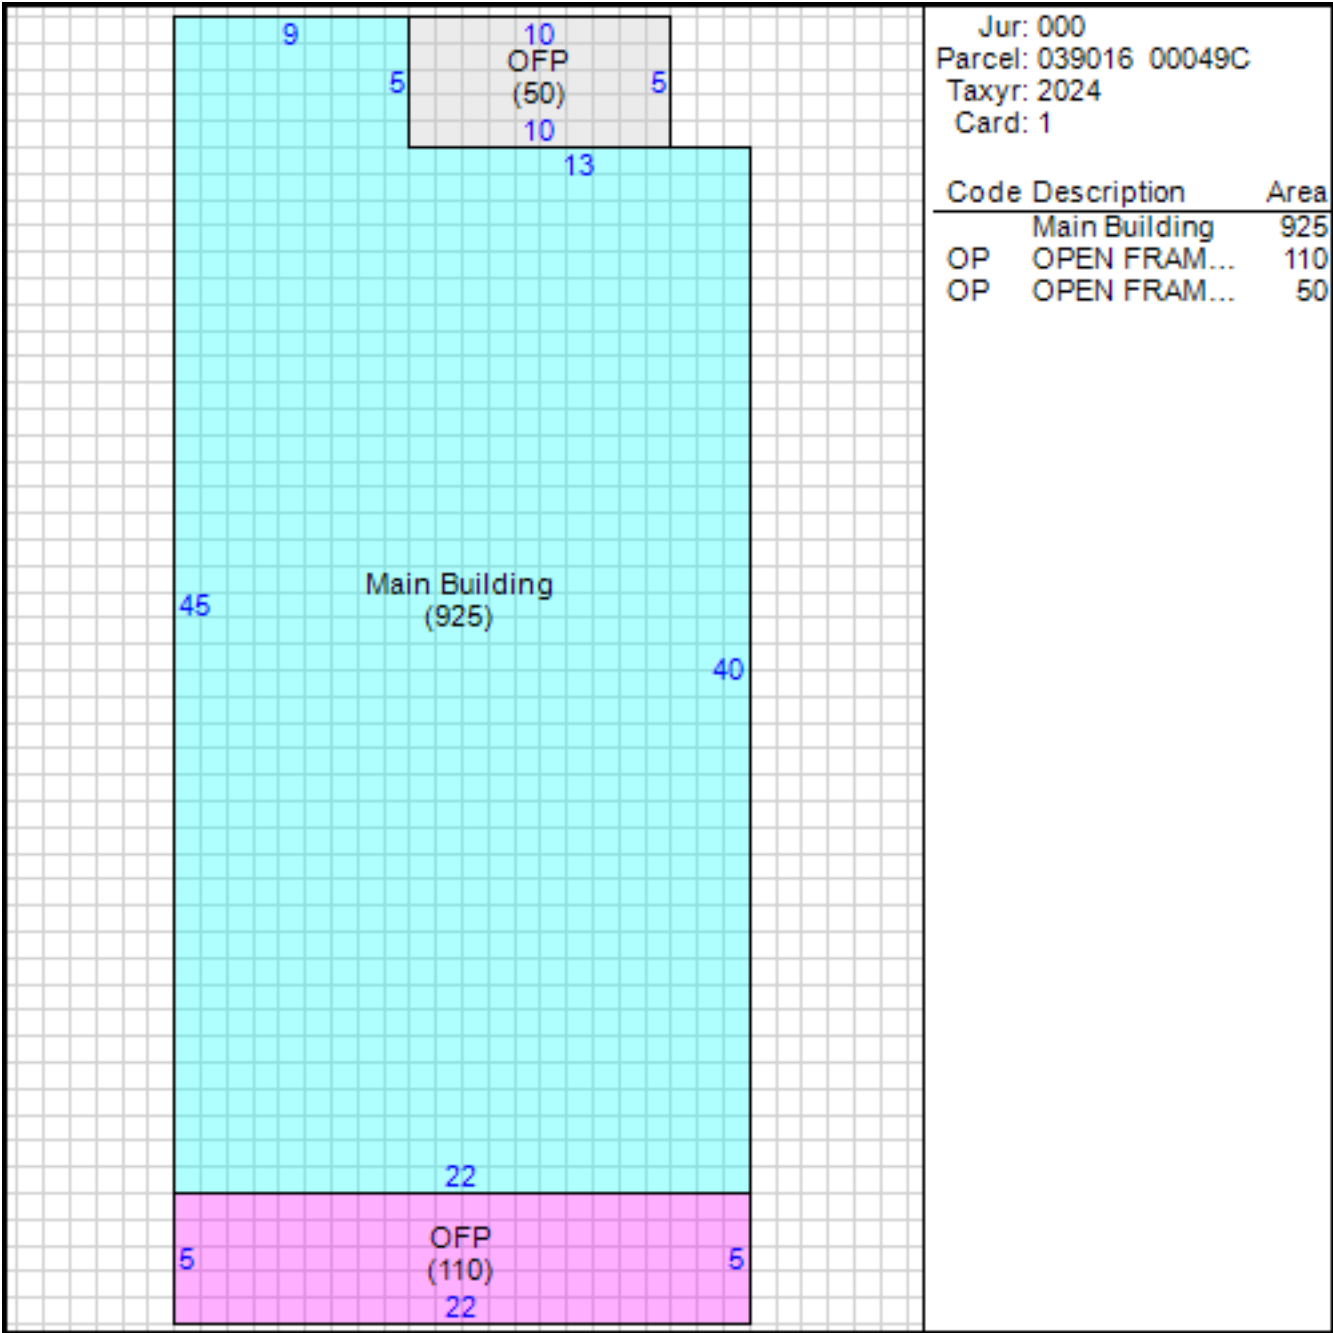 9
10
OFP
5
(50)
5
10
13
Main Building
(925)
45
40
22
OFP
5
(110)
5
22
Jur: 000
Parcel: 039016 00049C
Taxyr: 2024
Card: 1
Code Description Area
Main Building 925
OP OPEN FRAM... 110
OP OPEN FRAM... 50